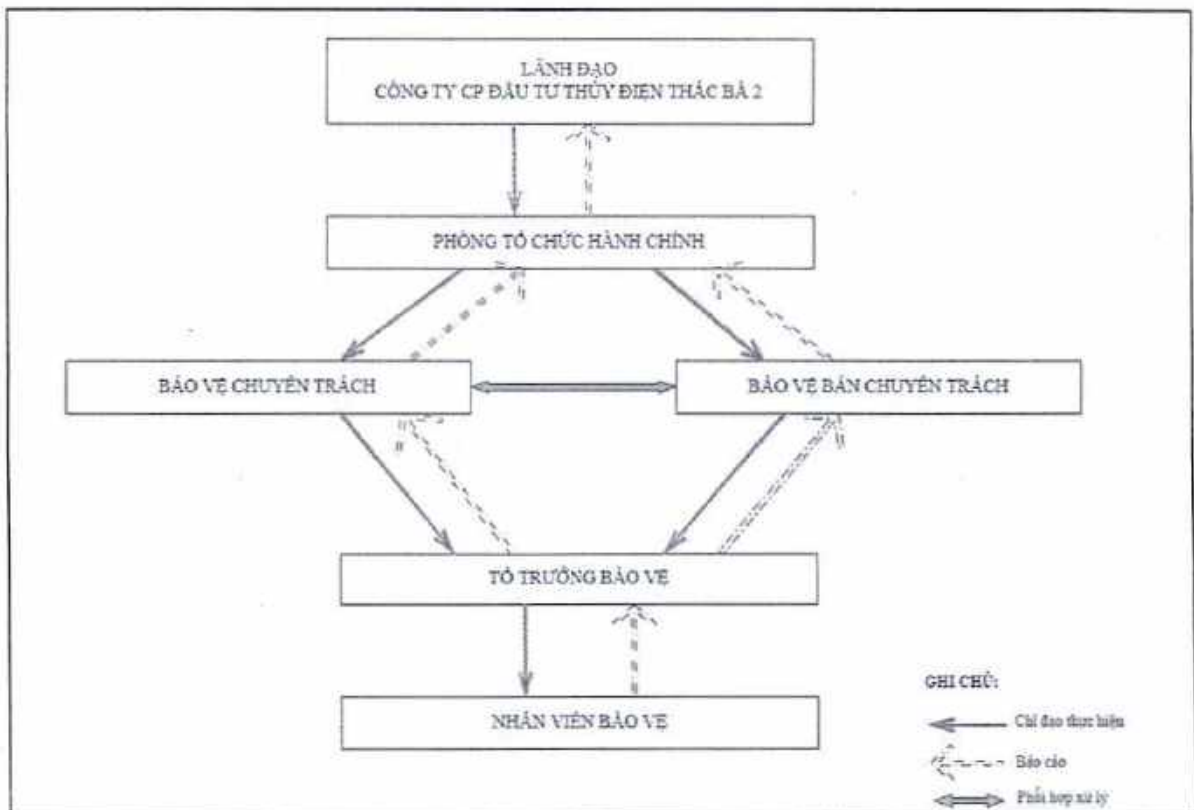 LÃNH ĐẠO
CÔNG TY CP ĐẦU TƯ THỦY ĐIỆN THÁC BÀ 2
PHÒNG TỔ CHỨC HÀNH CHÍNH
BẢO VỆ CHUYÊN TRÁCH
BẢO VỆ BÁN CHUYÊN TRÁCH
TỔ TRƯỞNG BẢO VỆ
NHÂN VIÊN BẢO VỆ
GHI CHÚ:
Chỉ đạo thực hiện
Báo cáo
Phối hợp xử lý